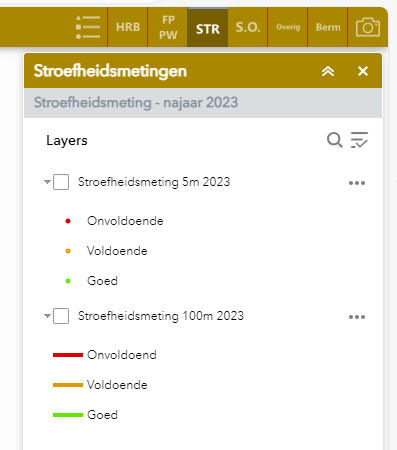 HRB FP PW STR S.O. Overig Berm
Stroefheidsmetingen
Stroefheidsmeting - najaar 2023
Layers
Stroefheidsmeting 5m 2023
Onvoldoende
Voldoende
Goed
Stroefheidsmeting 100m 2023
Onvoldoend
Voldoende
Goed